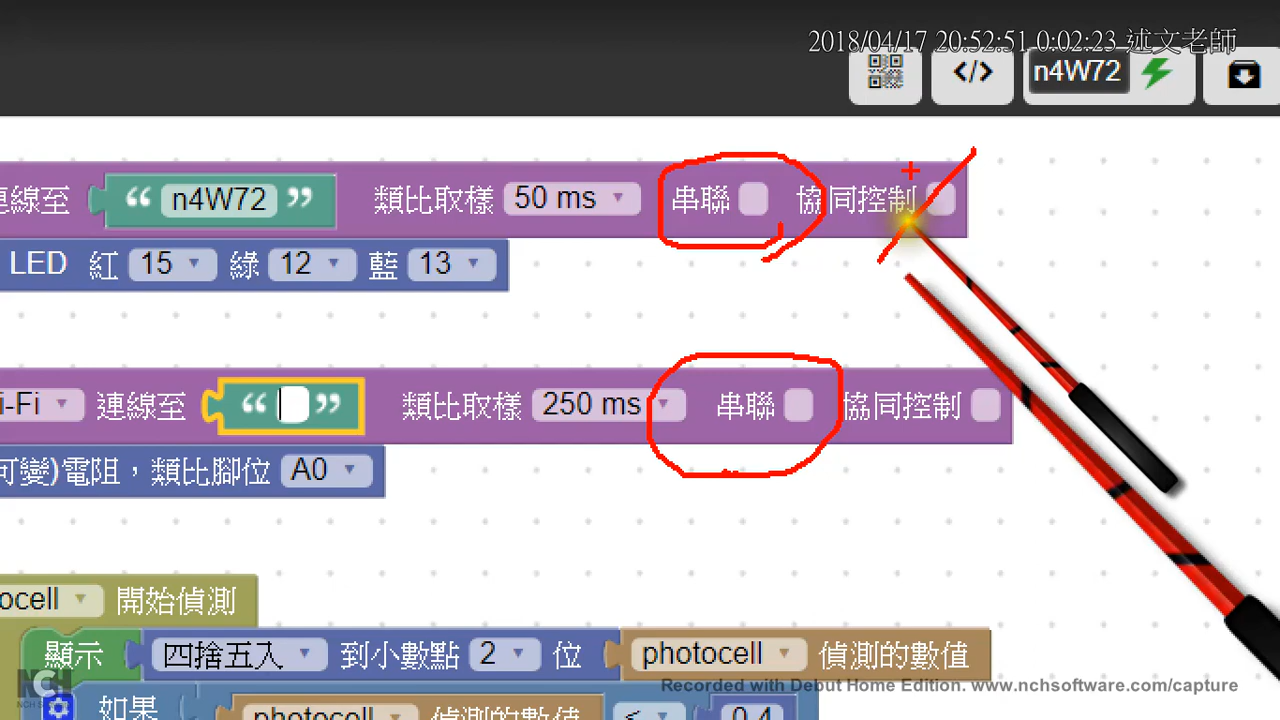 2018/04/17 20:52:51 0:02:23 述文老師
</> n4W72
連線至 “ n4W72 ” 類比取樣 50 ms 串聯 協同控制
LED 紅 15 綠 12 藍 13
i-Fi 連線至 “ ” 類比取樣 250 ms 串聯 協同控制
可變)電阻，類比腳位 A0
ocell 開始偵測
顯示 四捨五入 到小數點 2 位 photocell 偵測的數值
NCH
Recorded with Debut Home Edition. www.nchsoftware.com/capture
如果 photocell 偵測的數值 ≤ 0.4